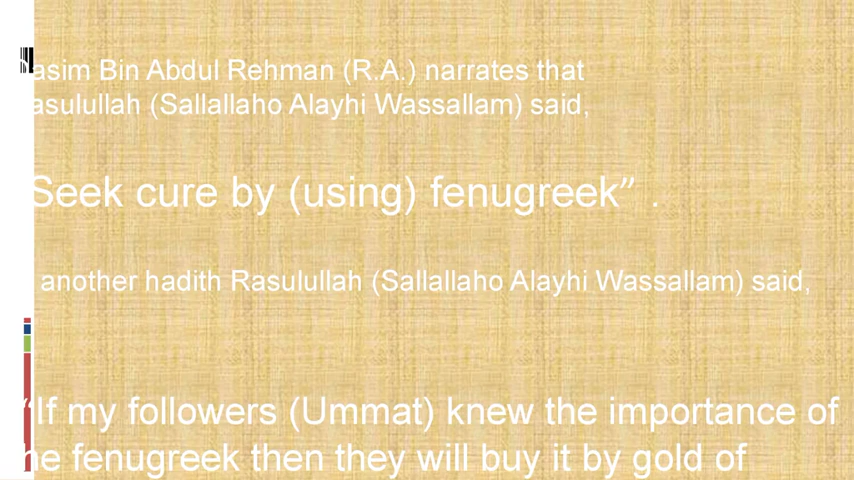 asim Bin Abdul Rehman (R.A.) narrates that
asulullah (Sallallaho Alayhi Wassallam) said,
Seek cure by (using) fenugreek” .
another hadith Rasulullah (Sallallaho Alayhi Wassallam) said,
“If my followers (Ummat) knew the importance of
he fenugreek then they will buy it by gold of